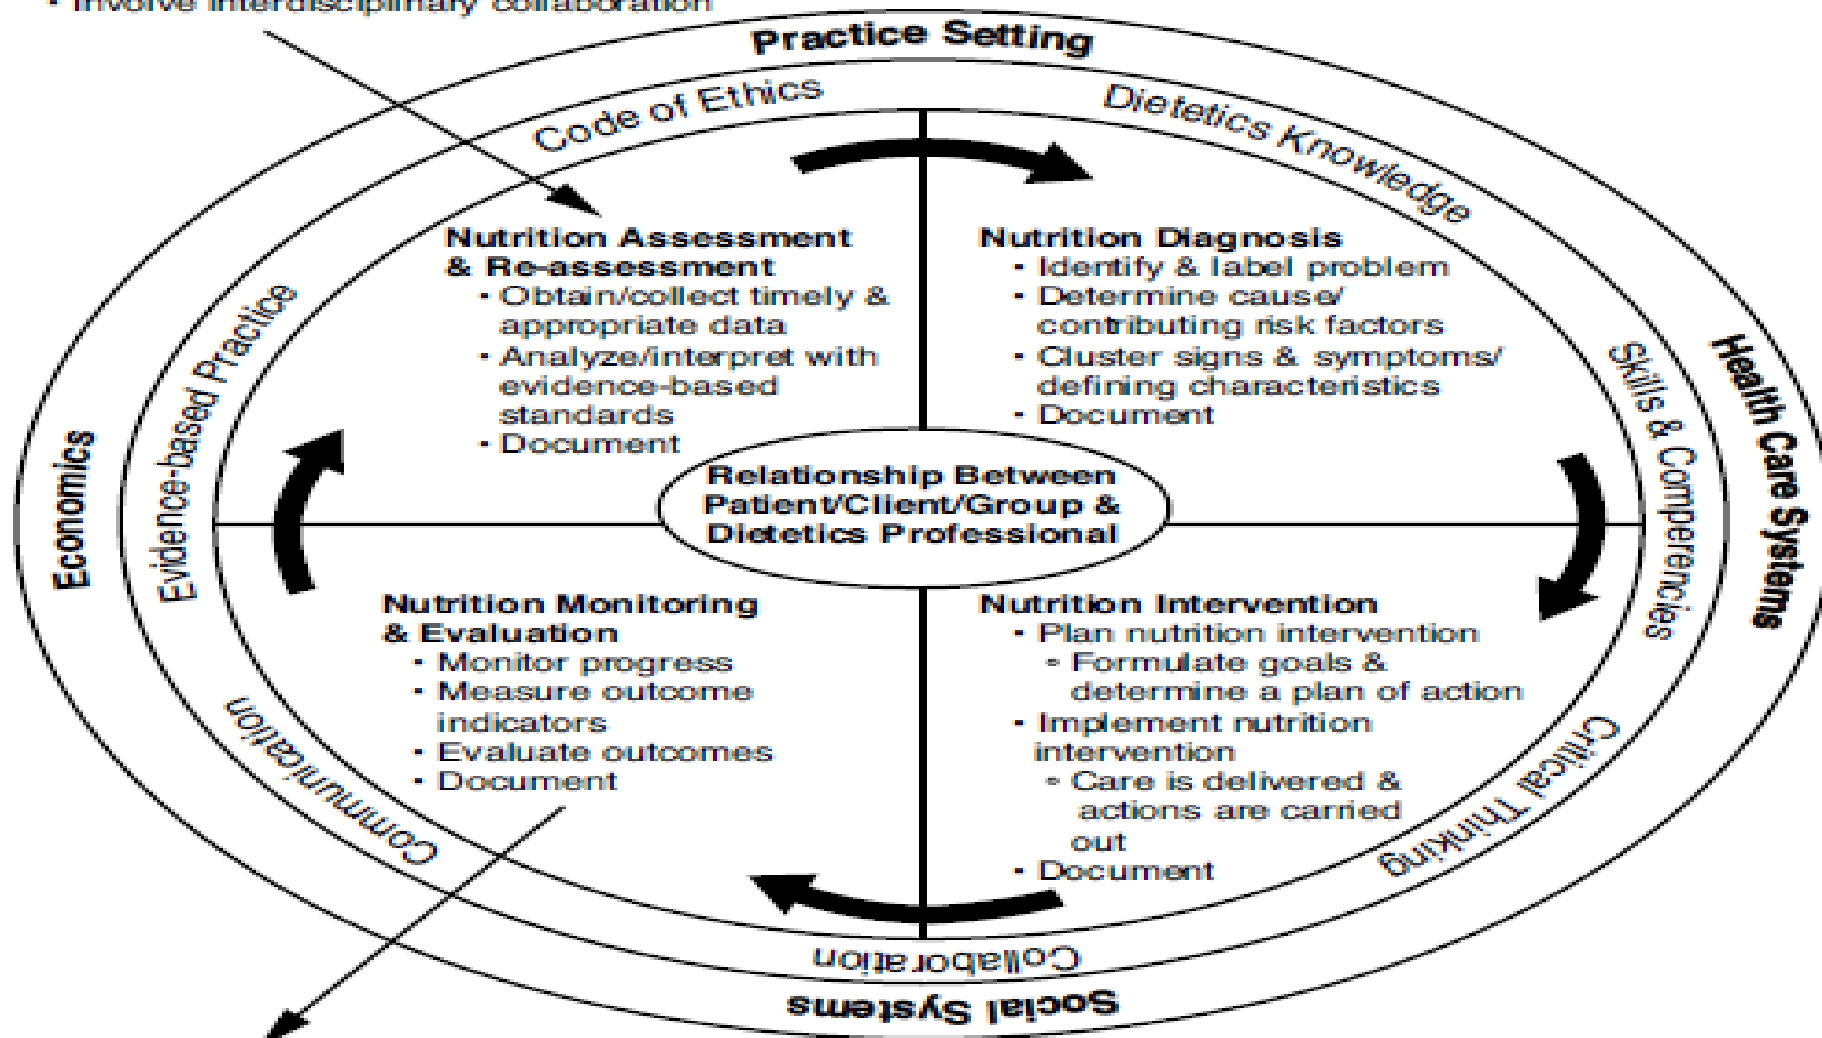 • Involve interdisciplinary collaboration
Practice Setting
Code of Ethics
Dietetics Knowledge
Nutrition Assessment
& Re-assessment
• Obtain/collect timely &
appropriate data
• Analyze/interpret with
evidence-based
standards
• Document
Nutrition Diagnosis
• Identify & label problem
• Determine cause/
contributing risk factors
• Cluster signs & symptoms/
defining characteristics
• Document
Evidence-based Practice
Economics
Skills & Comperencies
Health Care Systems
Relationship Between
Patient/Client/Group &
Dietetics Professional
Nutrition Monitoring
& Evaluation
• Monitor progress
• Measure outcome
indicators
• Evaluate outcomes
• Document
Nutrition Intervention
• Plan nutrition intervention
• Formulate goals &
determine a plan of action
• Implement nutrition
intervention
• Care is delivered &
actions are carried
out
• Document
Communication
Critical Thinking
Collaboration
Social Systems